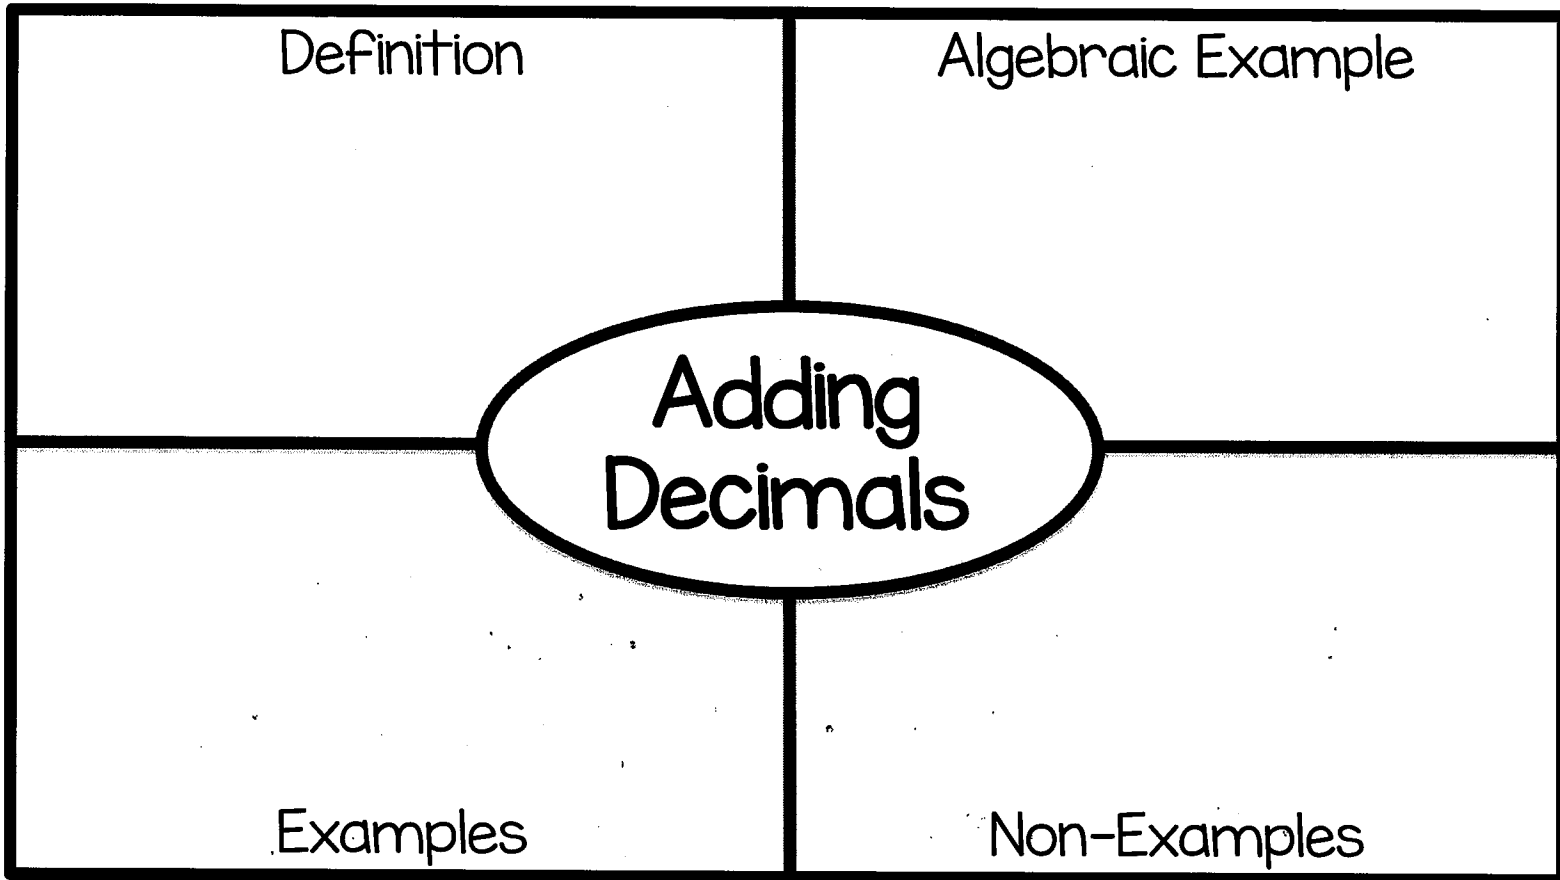 Definition
Algebraic Example
Adding
Decimals
Examples
Non-Examples